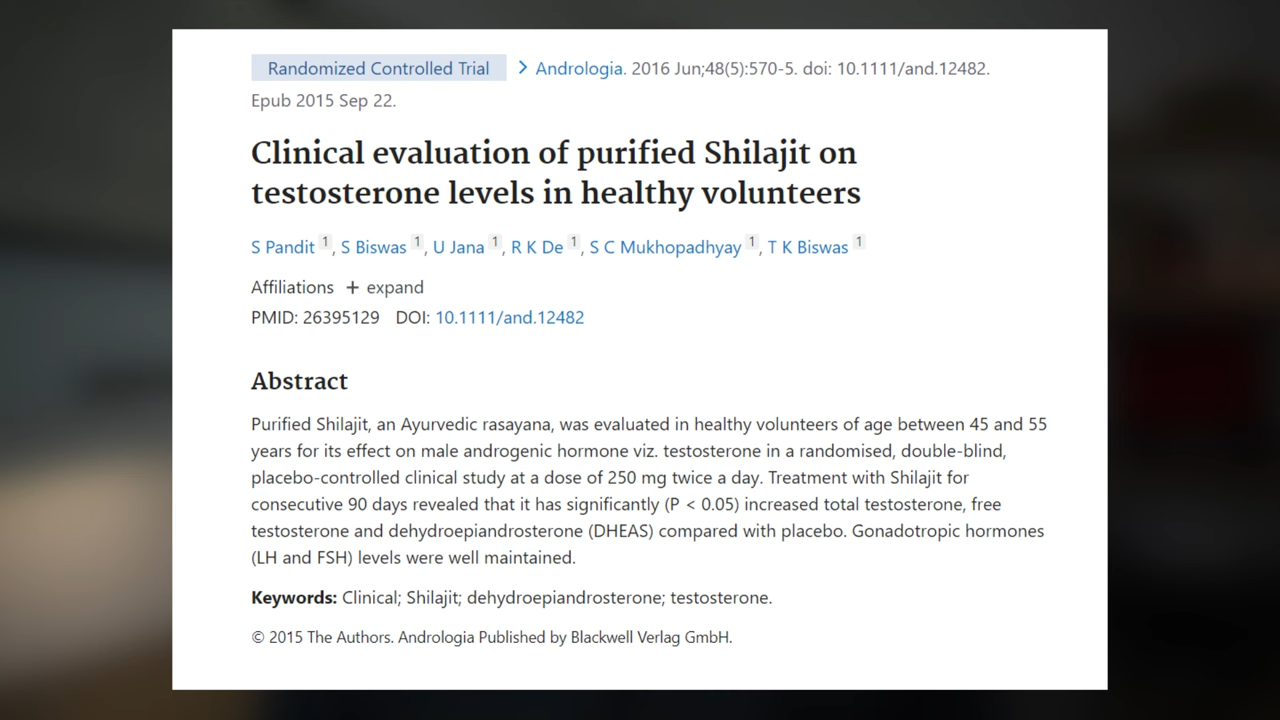 Randomized Controlled Trial > Andrologia. 2016 Jun;48(5):570-5. doi: 10.1111/and.12482.
Epub 2015 Sep 22.
Clinical evaluation of purified Shilajit on
testosterone levels in healthy volunteers
S Pandit 1, S Biswas 1, U Jana 1, R K De 1, S C Mukhopadhyay 1, T K Biswas 1
Affiliations + expand
PMID: 26395129 DOI: 10.1111/and.12482
Abstract
Purified Shilajit, an Ayurvedic rasayana, was evaluated in healthy volunteers of age between 45 and 55
years for its effect on male androgenic hormone viz. testosterone in a randomised, double-blind,
placebo-controlled clinical study at a dose of 250 mg twice a day. Treatment with Shilajit for
consecutive 90 days revealed that it has significantly (P < 0.05) increased total testosterone, free
testosterone and dehydroepiandrosterone (DHEAS) compared with placebo. Gonadotropic hormones
(LH and FSH) levels were well maintained.
Keywords: Clinical; Shilajit; dehydroepiandrosterone; testosterone.
© 2015 The Authors. Andrologia Published by Blackwell Verlag GmbH.